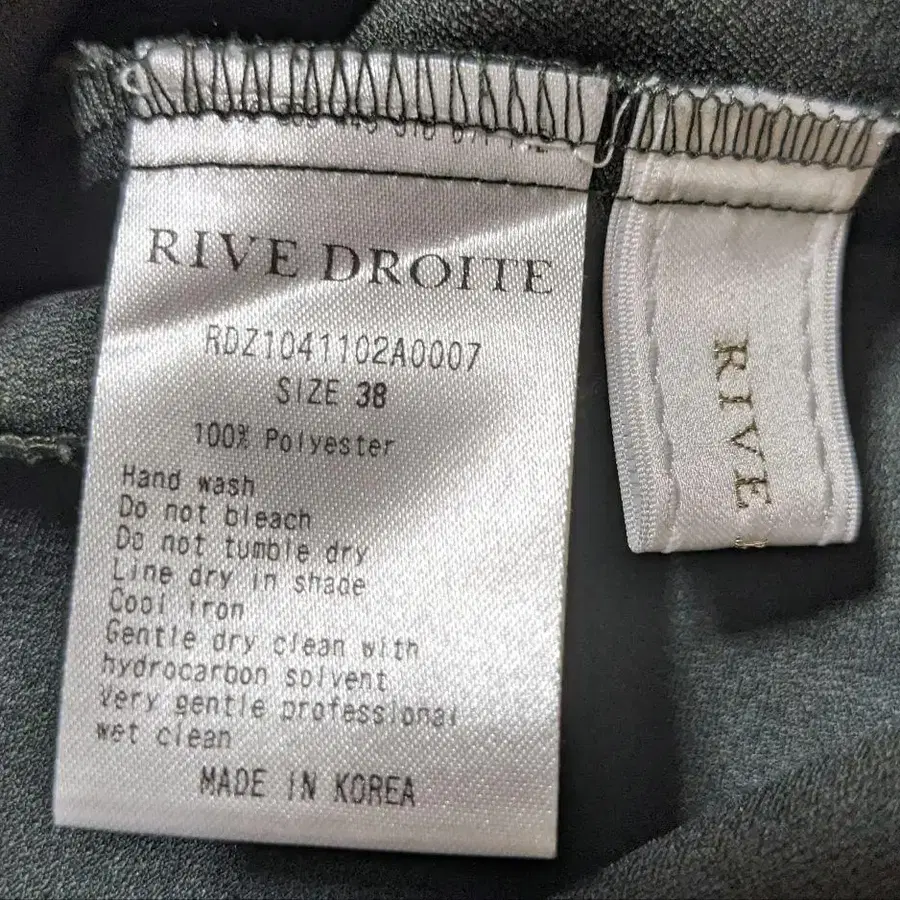 RIVE DROITE
RDZ1041102A0007
SIZE 38
100% Polyester
Hand wash
Do not bleach
Do not tumble dry
Line dry in shade
Cool iron
Gentle dry clean with
hydrocarbon solvent
Very gentle professional
wet clean
MADE IN KOREA
RIVE